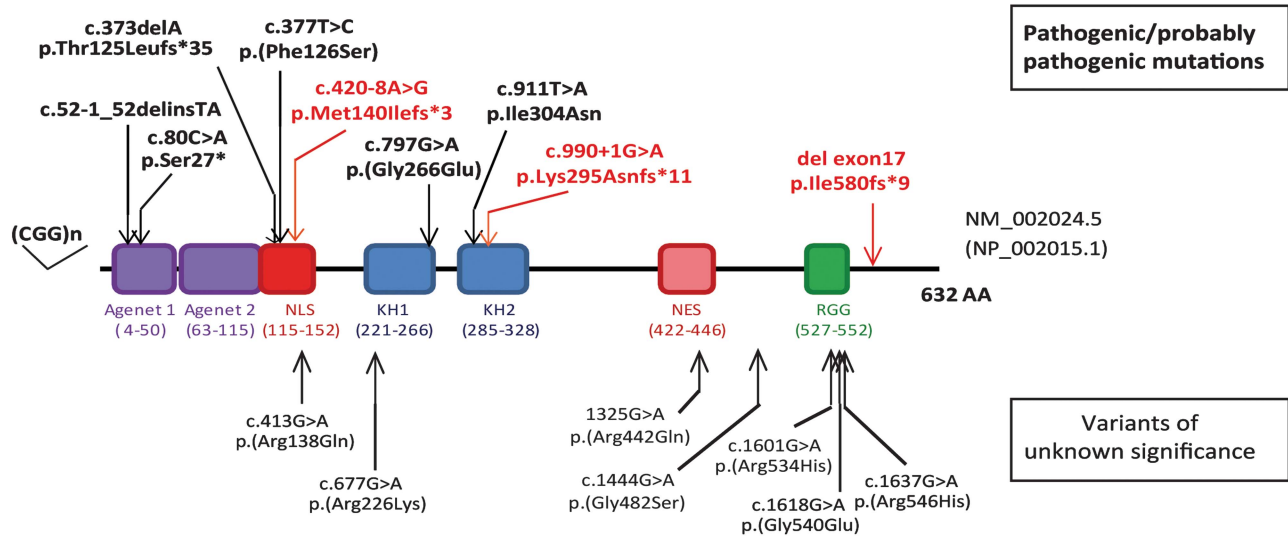 c.373delA
p.Thr125Leufs*35
c.377T>C
p.(Phe126Ser)
Pathogenic/probably
pathogenic mutations
c.52-1_52delinsTA
c.80C>A
p.Ser27*
c.420-8A>G
p.Met140Ilefs*3
c.911T>A
p.Ile304Asn
c.797G>A
p.(Gly266Glu)
c.990+1G>A
p.Lys295Asnfs*11
del exon17
p.Ile580fs*9
(CGG)n
NM_002024.5
(NP_002015.1)
632 AA
Agenet 1
(4-50)
Agenet 2
(63-115)
NLS
(115-152)
KH1
(221-266)
KH2
(285-328)
NES
(422-446)
RGG
(527-552)
c.413G>A
p.(Arg138Gln)
c.677G>A
p.(Arg226Lys)
1325G>A
p.(Arg442Gln)
c.1444G>A
p.(Gly482Ser)
c.1601G>A
p.(Arg534His)
c.1618G>A
p.(Gly540Glu)
c.1637G>A
p.(Arg546His)
Variants of
unknown significance